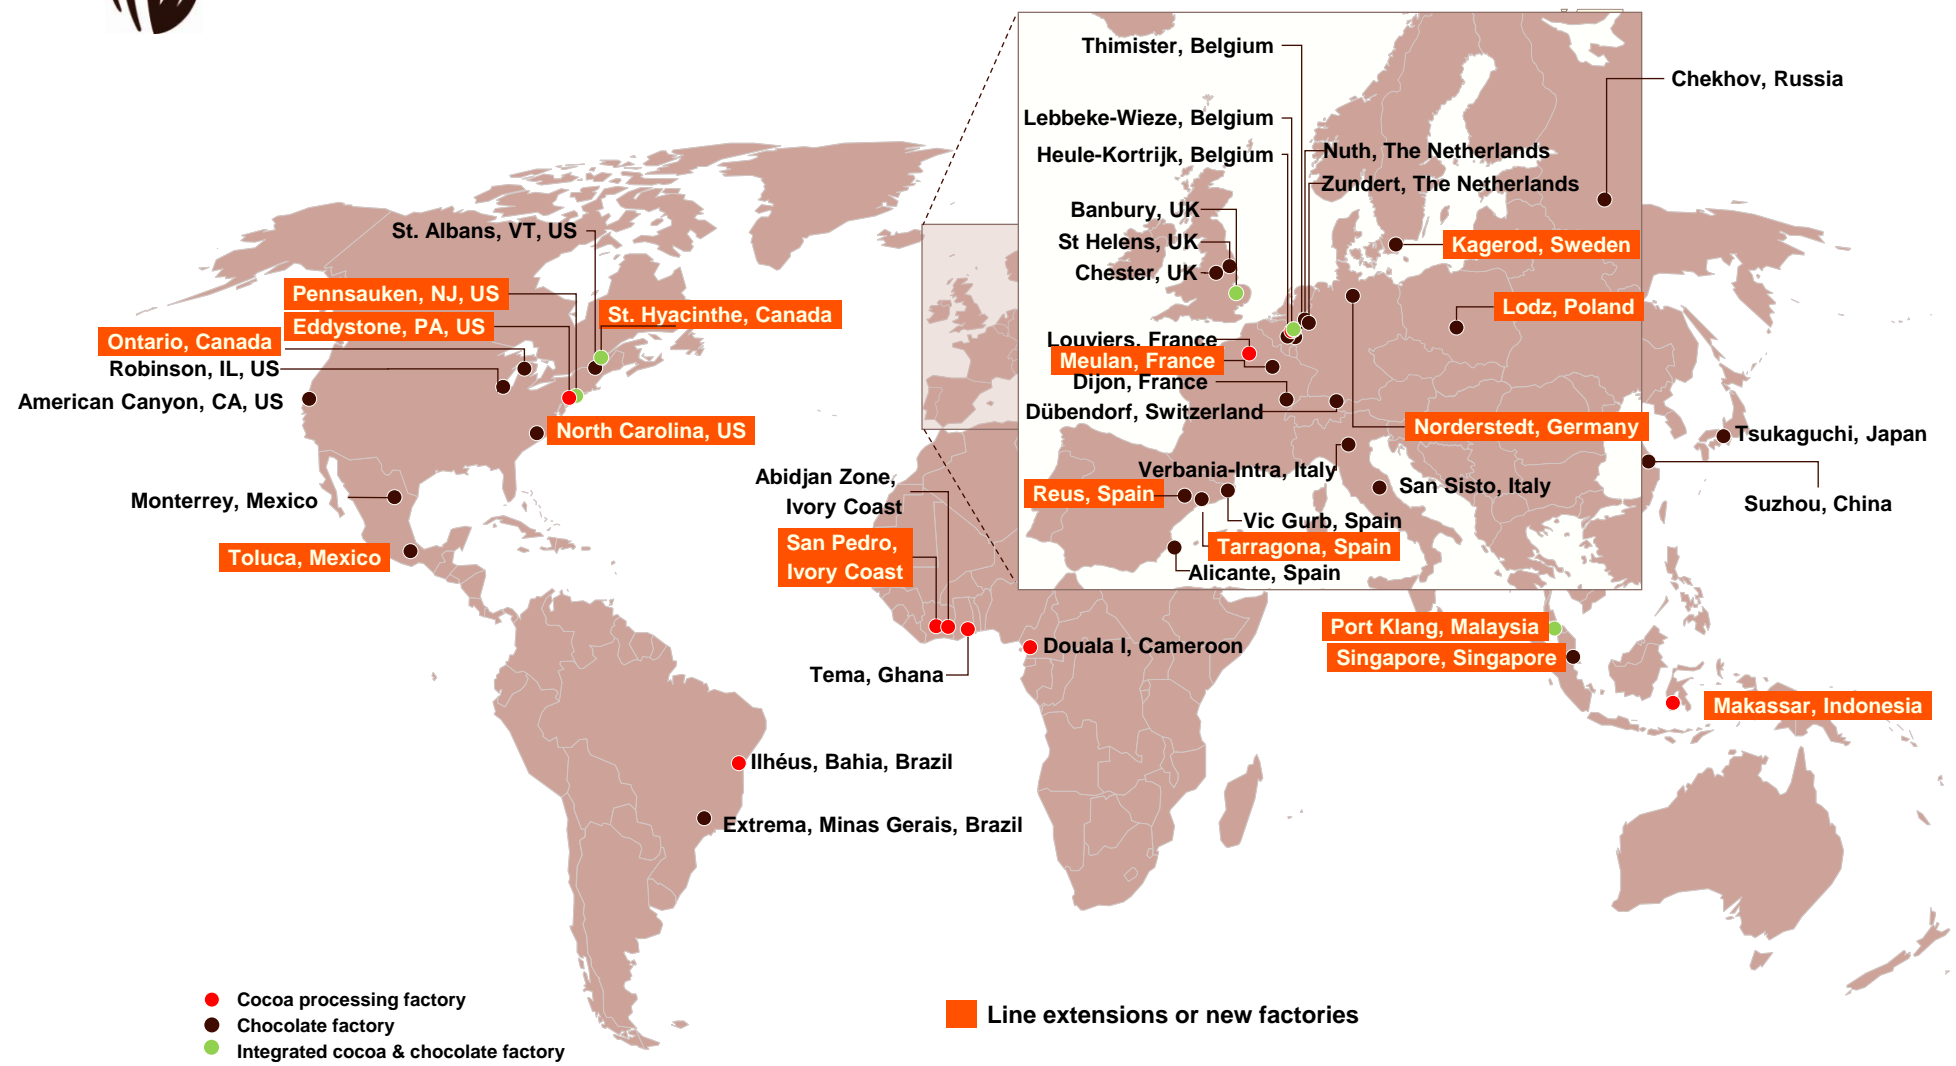 Thimister, Belgium
Chekhov, Russia
Lebbeke-Wieze, Belgium
Heule-Kortrijk, Belgium
Nuth, The Netherlands
Zundert, The Netherlands
Banbury, UK
St. Albans, VT, US
St Helens, UK
Kagerod, Sweden
Chester, UK
Pennsauken, NJ, US
Lodz, Poland
St. Hyacinthe, Canada
Eddystone, PA, US
Ontario, Canada
Louviers, France
Meulan, France
Robinson, IL, US
Dijon, France
American Canyon, CA, US
Dübendorf, Switzerland
North Carolina, US
Norderstedt, Germany
Tsukaguchi, Japan
Verbania-Intra, Italy
Abidjan Zone,
Ivory Coast
San Sisto, Italy
Reus, Spain
Monterrey, Mexico
Suzhou, China
Vic Gurb, Spain
San Pedro,
Ivory Coast
Tarragona, Spain
Toluca, Mexico
Alicante, Spain
Port Klang, Malaysia
Douala I, Cameroon
Singapore, Singapore
Tema, Ghana
Makassar, Indonesia
Ilhéus, Bahia, Brazil
Extrema, Minas Gerais, Brazil
Cocoa processing factory
Chocolate factory
Integrated cocoa & chocolate factory
Line extensions or new factories